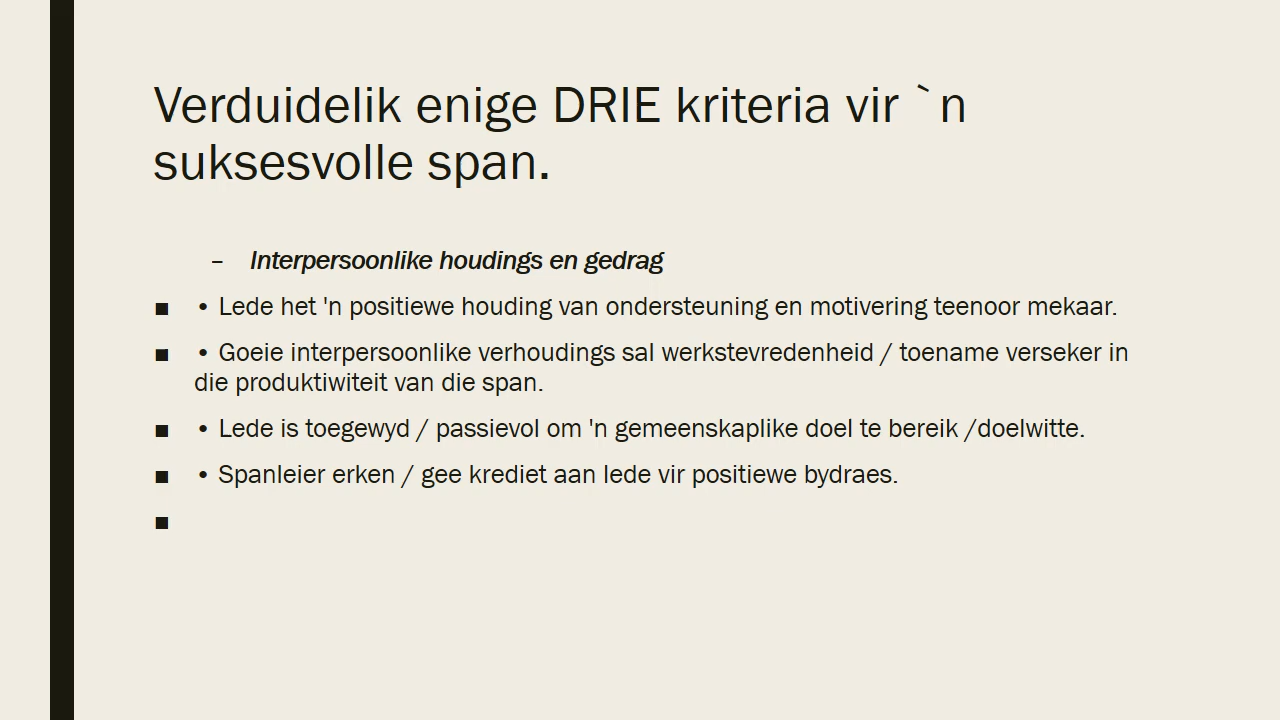 Verduidelik enige DRIE kriteria vir `n
suksesvolle span.
– Interpersoonlike houdings en gedrag
■ • Lede het 'n positiewe houding van ondersteuning en motivering teenoor mekaar.
■ • Goeie interpersoonlike verhoudings sal werkstevredenheid / toename verseker in
die produktiwiteit van die span.
■ • Lede is toegewyd / passievol om 'n gemeenskaplike doel te bereik /doelwitte.
■ • Spanleier erken / gee krediet aan lede vir positiewe bydraes.
■